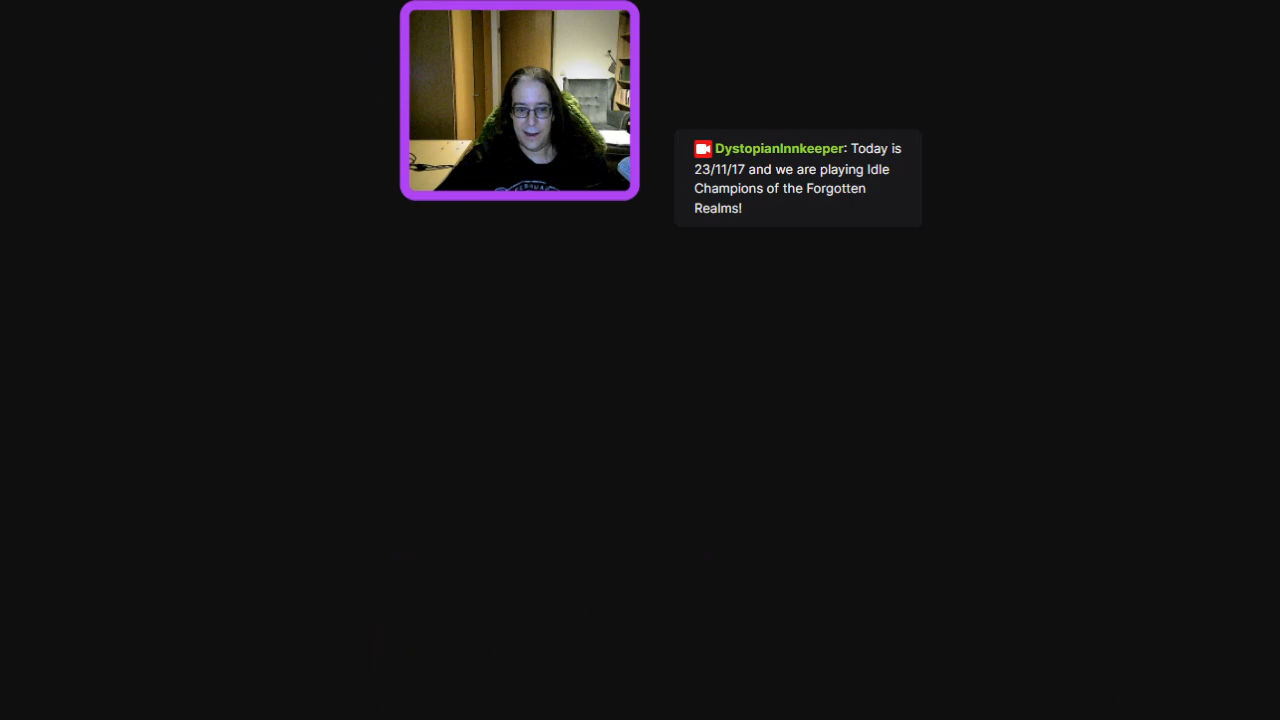 DystopianInnkeeper: Today is
23/11/17 and we are playing Idle
Champions of the Forgotten
Realms!